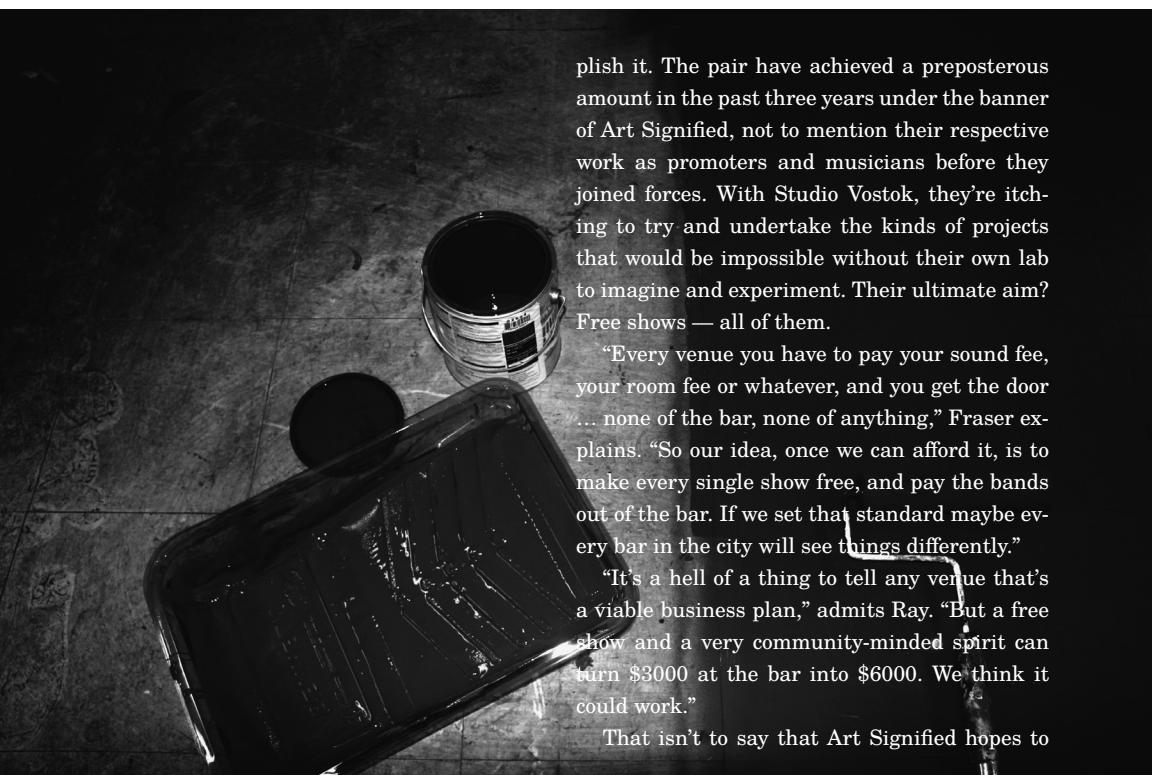 plish it. The pair have achieved a preposterous
amount in the past three years under the banner
of Art Signified, not to mention their respective
work as promoters and musicians before they
joined forces. With Studio Vostok, they’re itch-
ing to try and undertake the kinds of projects
that would be impossible without their own lab
to imagine and experiment. Their ultimate aim?
Free shows — all of them.
“Every venue you have to pay your sound fee,
your room fee or whatever, and you get the door
… none of the bar, none of anything,” Fraser ex-
plains. “So our idea, once we can afford it, is to
make every single show free, and pay the bands
out of the bar. If we set that standard maybe ev-
ery bar in the city will see things differently.”
“It’s a hell of a thing to tell any venue that’s
a viable business plan,” admits Ray. “But a free
show and a very community-minded spirit can
turn $3000 at the bar into $6000. We think it
could work.”
That isn’t to say that Art Signified hopes to